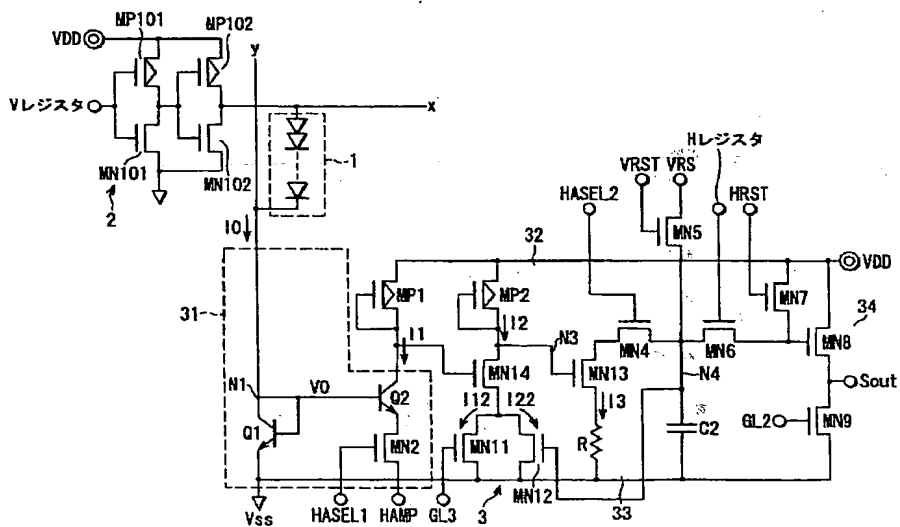 MP101
MP102
VDD
y
Vレジスタ
x
MN101
MN102
2
1
Hレジスタ
VRST VRS
HASEL2
HRST
I0
MN5
32
VDD
31
MP1
MP2
MN7
34
I1
I2
N3
MN4
MN6
MN8
N1
V0
Q2
MN14
MN13
N4
Sout
I12
I22
I3
Q1
MN2
MN11
R
C2
GL2
MN9
MN12
Vss
HASEL1
HAMP
GL3
3
33